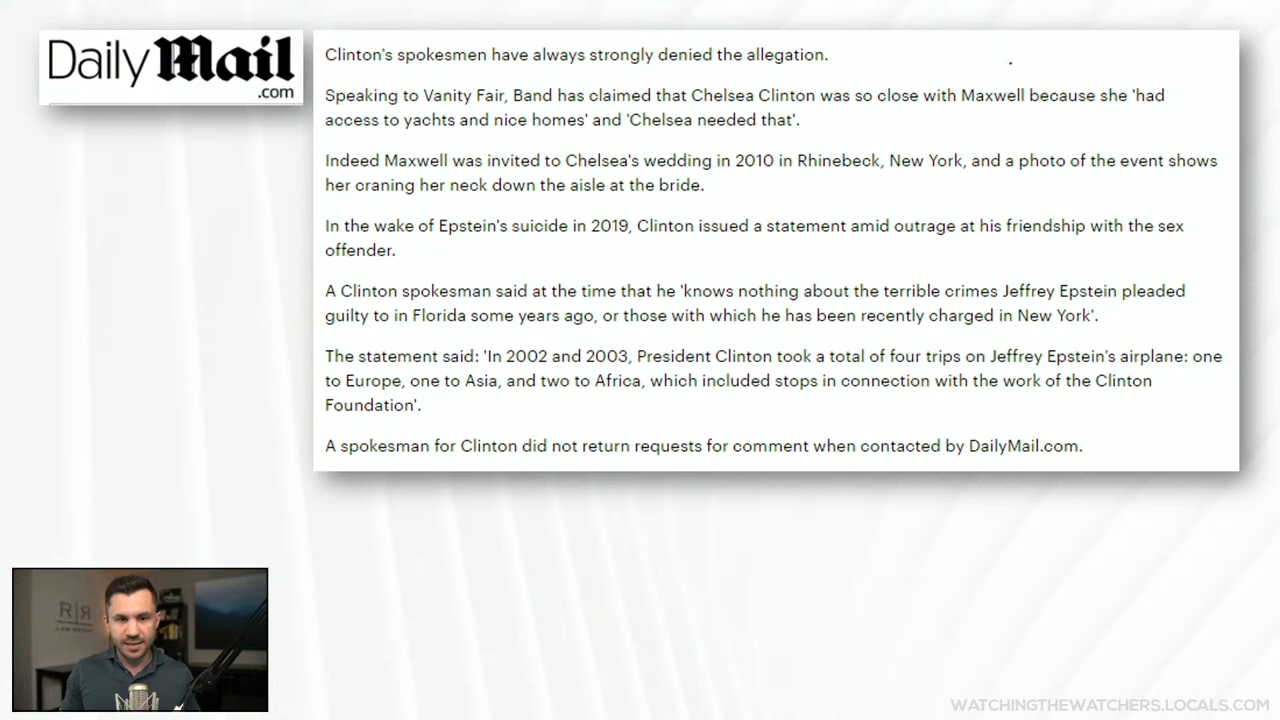 Daily Mail
.com
Clinton's spokesmen have always strongly denied the allegation.
Speaking to Vanity Fair, Band has claimed that Chelsea Clinton was so close with Maxwell because she 'had
access to yachts and nice homes' and 'Chelsea needed that'.
Indeed Maxwell was invited to Chelsea's wedding in 2010 in Rhinebeck, New York, and a photo of the event shows
her craning her neck down the aisle at the bride.
In the wake of Epstein's suicide in 2019, Clinton issued a statement amid outrage at his friendship with the sex
offender.
A Clinton spokesman said at the time that he 'knows nothing about the terrible crimes Jeffrey Epstein pleaded
guilty to in Florida some years ago, or those with which he has been recently charged in New York'.
The statement said: 'In 2002 and 2003, President Clinton took a total of four trips on Jeffrey Epstein's airplane: one
to Europe, one to Asia, and two to Africa, which included stops in connection with the work of the Clinton
Foundation'.
A spokesman for Clinton did not return requests for comment when contacted by DailyMail.com.
R|R
LAW GROUP
WATCHINGTHEWATCHERS.LOCALS.COM